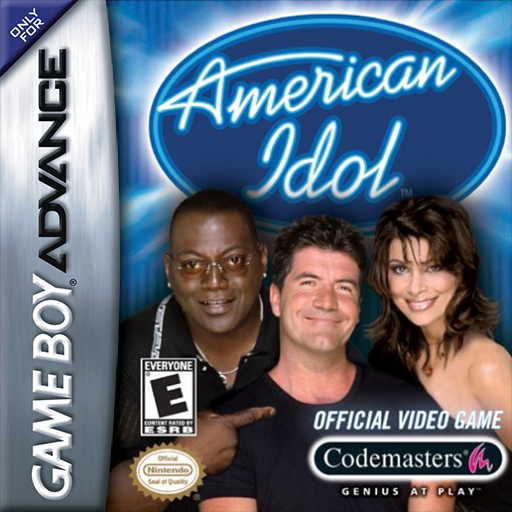 ONLY
FOR
GAME BOY ADVANCE
American
Idol
TM
EVERYONE
E
CONTENT RATED BY
ESRB
Official
Nintendo
Seal of Quality
OFFICIAL VIDEO GAME
Codemasters
GENIUS AT PLAY